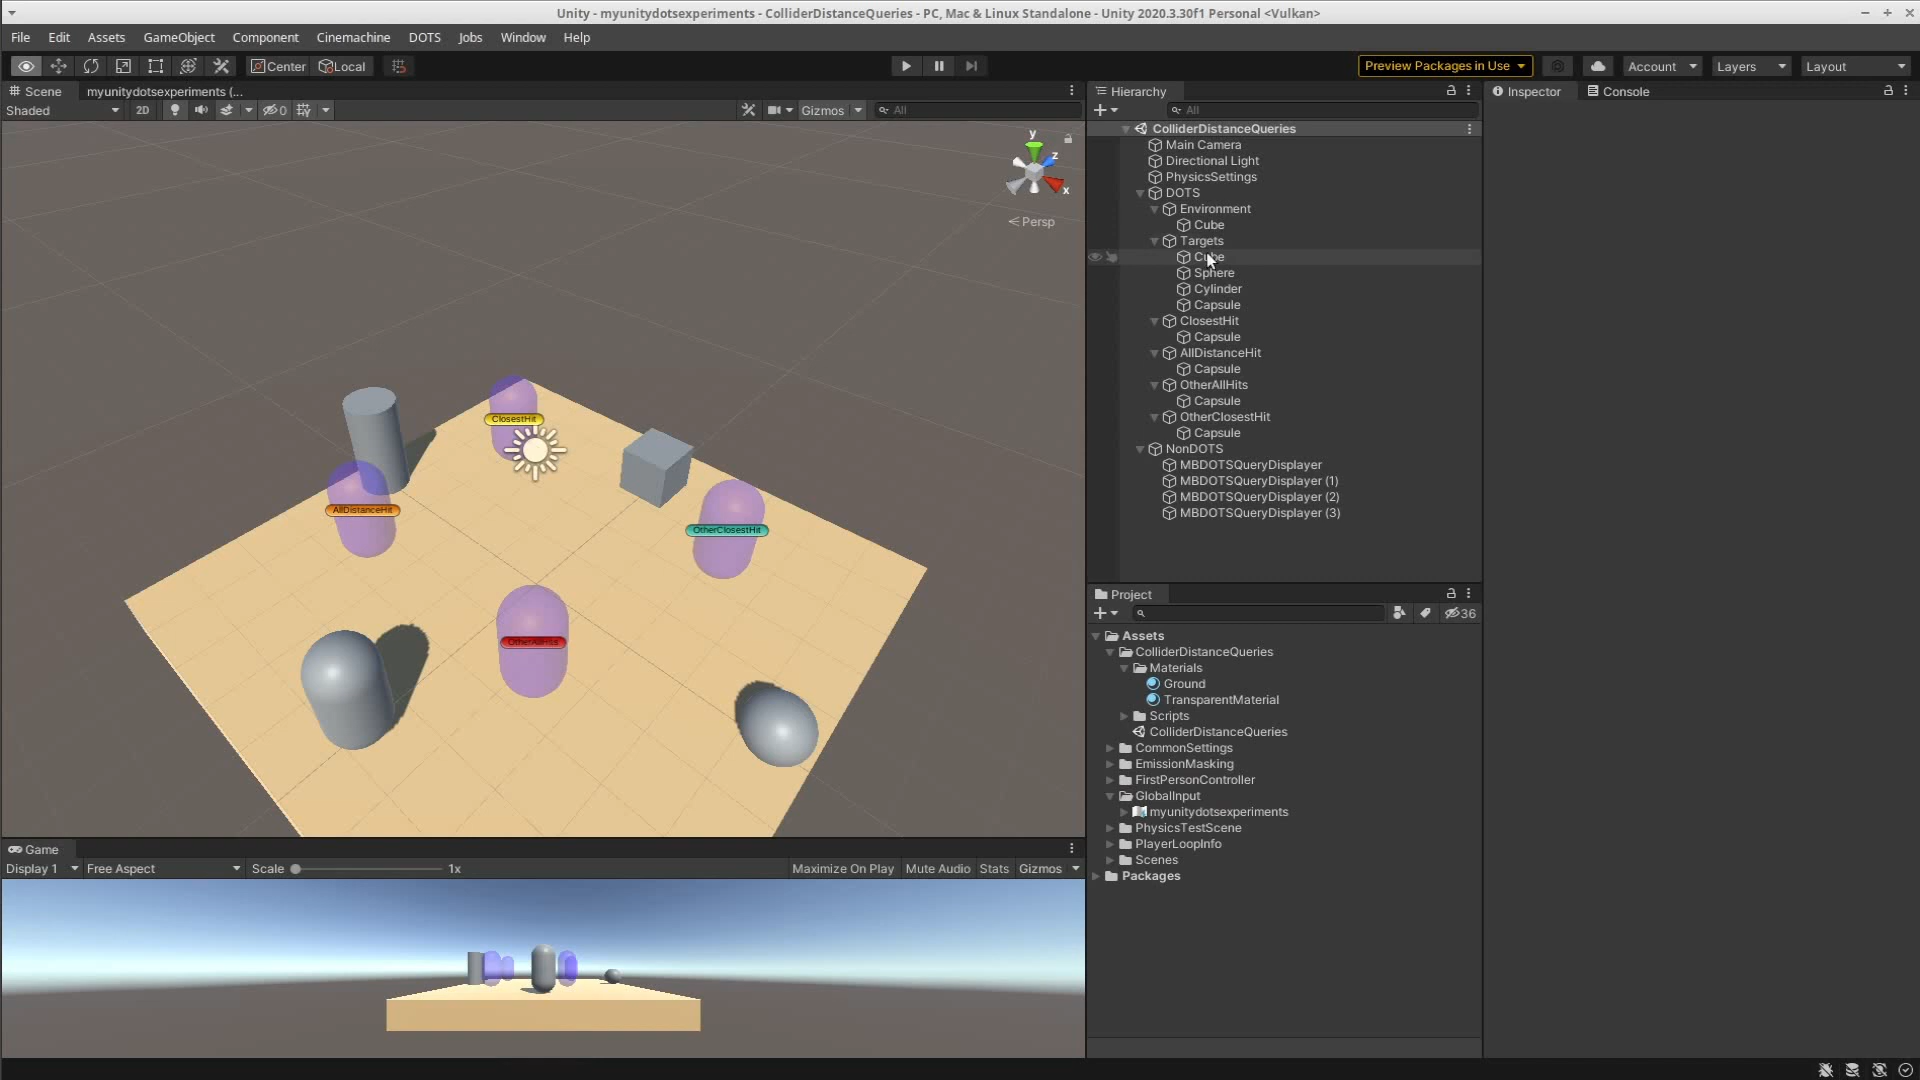 Unity - myunitydotsexperiments - ColliderDistanceQueries - PC, Mac & Linux Standalone - Unity 2020.3.30f1 Personal <Vulkan>
File Edit Assets GameObject Component Cinemachine DOTS Jobs Window Help
Center Local Preview Packages in Use Account Layers Layout
Scene myunitydotsexperiments (...
Shaded 2D 0 Gizmos All
y
z
x
Persp
ClosestHit
AllDistanceHit
OtherClosestHit
OtherAllHits
Game
Display 1 Free Aspect Scale 1x Maximize On Play Mute Audio Stats Gizmos
Hierarchy
All
ColliderDistanceQueries
Main Camera
Directional Light
PhysicsSettings
DOTS
Environment
Cube
Targets
Cube
Sphere
Cylinder
Capsule
ClosestHit
Capsule
AllDistanceHit
Capsule
OtherAllHits
Capsule
OtherClosestHit
Capsule
NonDOTS
MBDOTSQueryDisplayer
MBDOTSQueryDisplayer (1)
MBDOTSQueryDisplayer (2)
MBDOTSQueryDisplayer (3)
Project
36
Assets
ColliderDistanceQueries
Materials
Ground
TransparentMaterial
Scripts
ColliderDistanceQueries
CommonSettings
EmissionMasking
FirstPersonController
GlobalInput
myunitydotsexperiments
PhysicsTestScene
PlayerLoopInfo
Scenes
Packages
Inspector Console